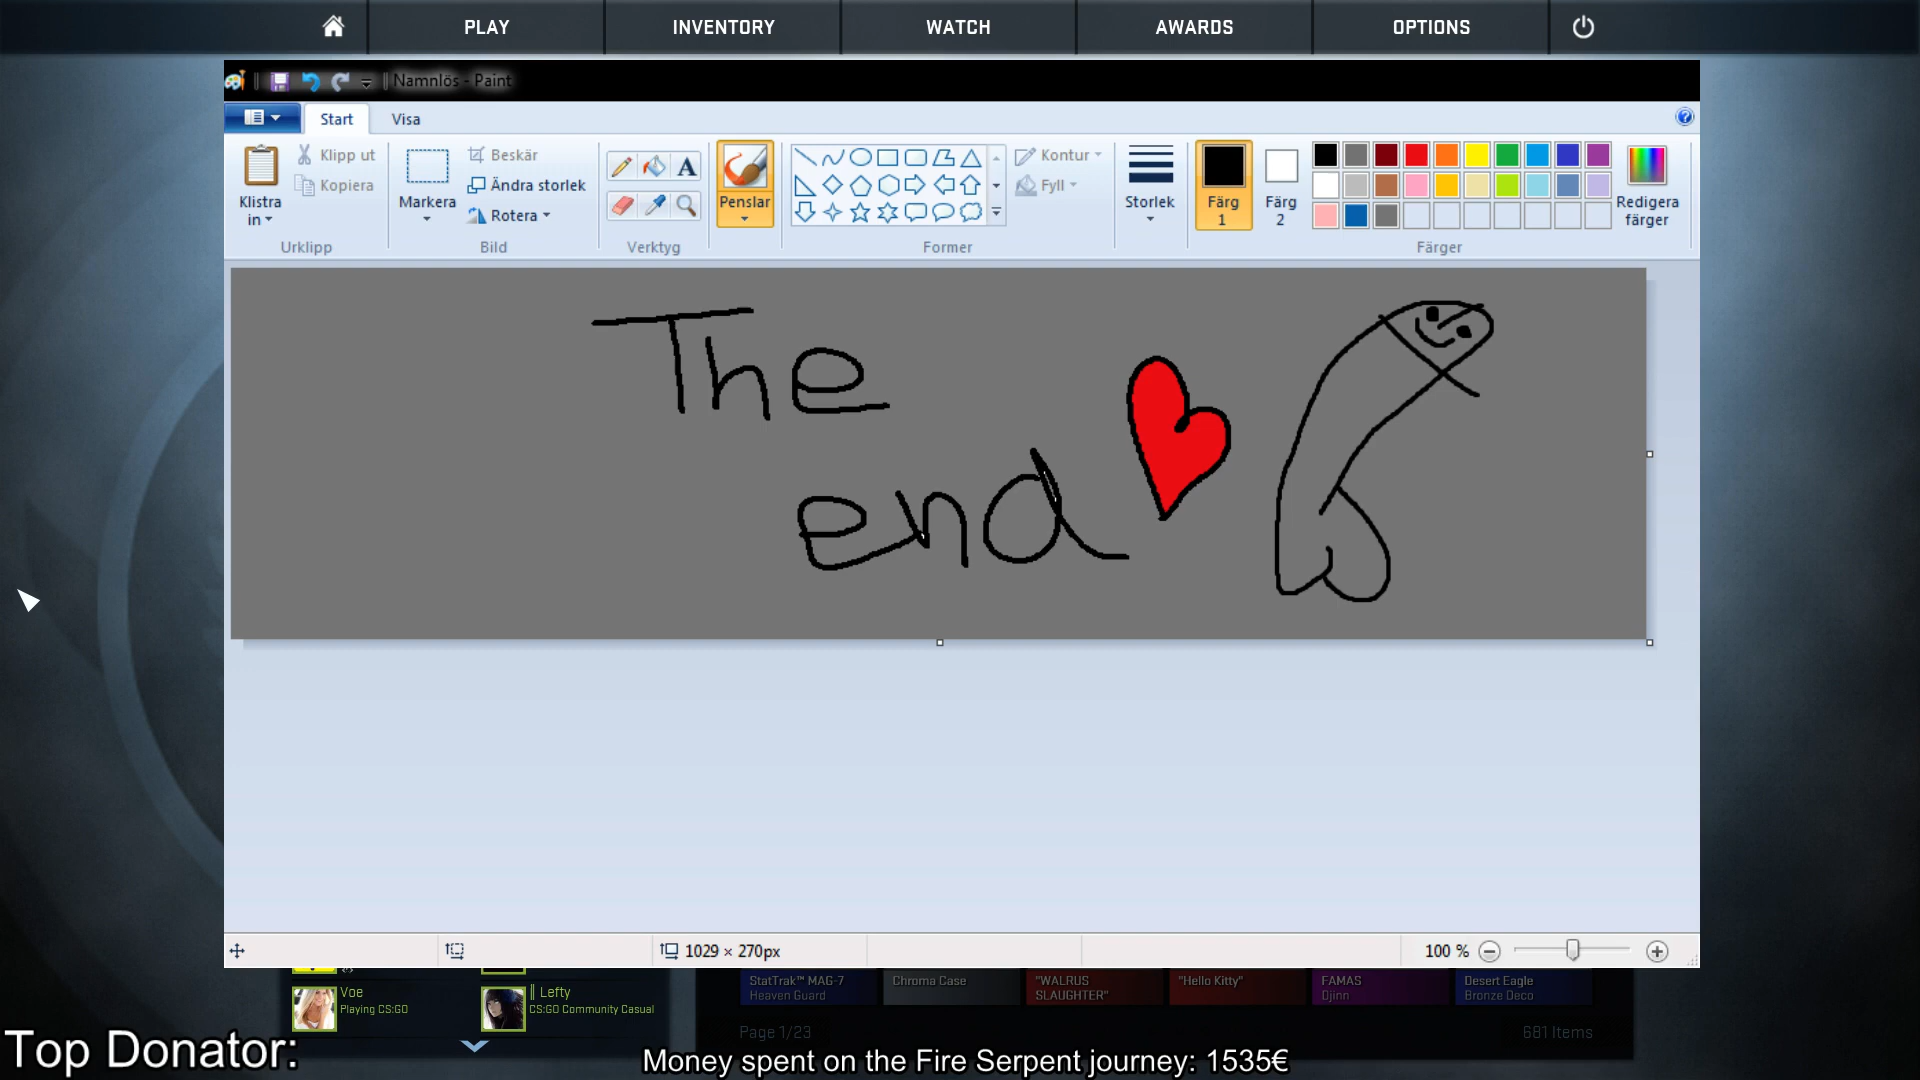 PLAY INVENTORY WATCH AWARDS OPTIONS
Namnlös - Paint
Start Visa
Klistra in
Klipp ut
Kopiera
Urklipp
Markera
Beskär
Ändra storlek
Rotera
Bild
A
Verktyg
Penslar
Former
Kontur
Fyll
Storlek
Färg 1
Färg 2
Redigera färger
Färger
The
end
1029 × 270px
100 %
Voe
Playing CS:GO
Lefty
CS:GO Community Casual
StatTrak™ MAG-7
Heaven Guard
Chroma Case
"WALRUS
SLAUGHTER"
"Hello Kitty"
FAMAS
Djinn
Desert Eagle
Bronze Deco
Page 1/23
681 Items
Top Donator:
Money spent on the Fire Serpent journey: 1535€